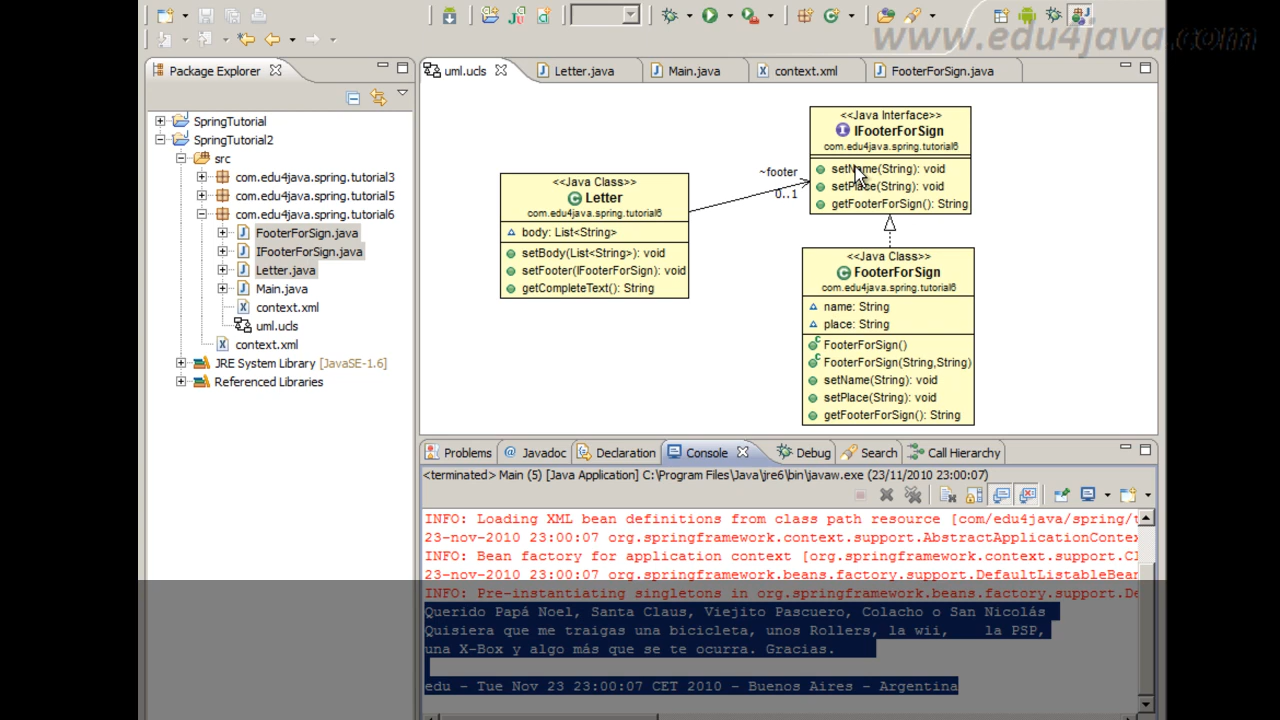 www.edu4java.com
Package Explorer
uml.ucls
Letter.java
Main.java
context.xml
FooterForSign.java
SpringTutorial
SpringTutorial2
src
com.edu4java.spring.tutorial3
com.edu4java.spring.tutorial5
com.edu4java.spring.tutorial6
FooterForSign.java
IFooterForSign.java
Letter.java
Main.java
context.xml
uml.ucls
context.xml
JRE System Library [JavaSE-1.6]
Referenced Libraries
<<Java Class>>
Letter
com.edu4java.spring.tutorial6
body: List<String>
setBody(List<String>): void
setFooter(IFooterForSign): void
getCompleteText(): String
~footer
0..1
<<Java Interface>>
IFooterForSign
com.edu4java.spring.tutorial6
setName(String): void
setPlace(String): void
getFooterForSign(): String
<<Java Class>>
FooterForSign
com.edu4java.spring.tutorial6
name: String
place: String
FooterForSign()
FooterForSign(String,String)
setName(String): void
setPlace(String): void
getFooterForSign(): String
Problems
@ Javadoc
Declaration
Console
Debug
Search
Call Hierarchy
<terminated> Main (5) [Java Application] C:\Program Files\Java\jre6\bin\javaw.exe (23/11/2010 23:00:07)
INFO: Loading XML bean definitions from class path resource [com/edu4java/spring/t
23-nov-2010 23:00:07 org.springframework.context.support.AbstractApplicationContex
INFO: Bean factory for application context [org.springframework.context.support.Cl
23-nov-2010 23:00:07 org.springframework.beans.factory.support.DefaultListableBean
INFO: Pre-instantiating singletons in org.springframework.beans.factory.support.De
Querido Papá Noel, Santa Claus, Viejito Pascuero, Colacho o San Nicolás
Quisiera que me traigas una bicicleta, unos Rollers, la wii, la PSP,
una X-Box y algo más que se te ocurra. Gracias.
edu - Tue Nov 23 23:00:07 CET 2010 - Buenos Aires - Argentina